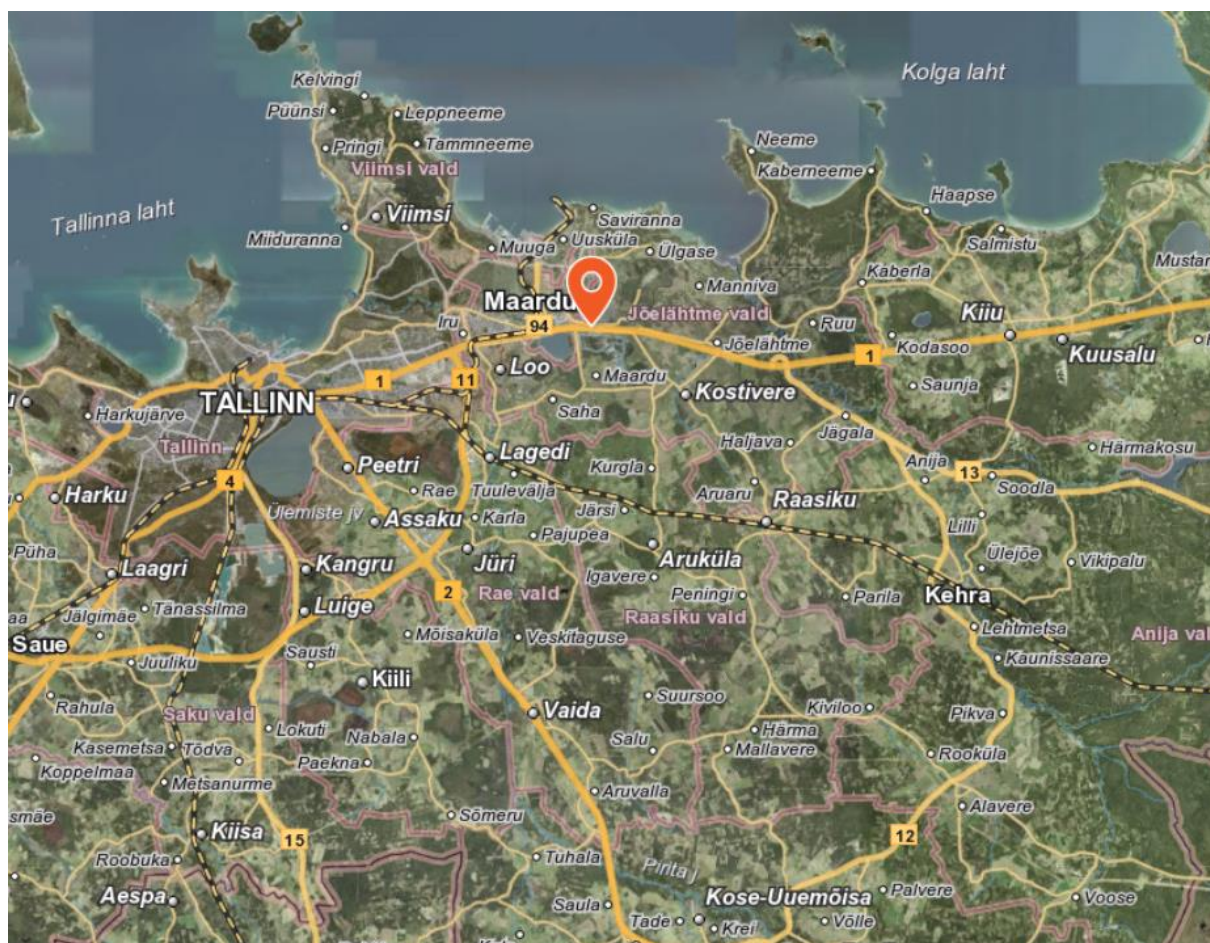 Kolga laht
Kelvingi
Püünsi
Leppneeme
Pringi
Tammneeme
Neeme
Viimsi vald
Kaberneeme
Haapse
Tallinna laht
Viimsi
Saviranna
Miiduranna
Muuga
Uusküla
Ülgase
Salmistu
Kaberla
Manniva
Maardu
Jõelähtme vald
94
Iru
Ruu
Kiiu
Jõelähtme
Kodasoo
Kuusalu
1
Loo
Maardu
1
11
Kostivere
Saunja
TALLINN
Saha
Harkujärve
Jägala
Tallinn
Haljava
Härmakosu
Lagedi
Peetri
Kurgla
Anija
13
4
Tuulevälja
Soodla
Harku
Rae
Aruaru
Raasiku
Ülemiste jv
Assaku
Karla
Järsi
Lilli
Pajupea
Püha
Jüri
Aruküla
Ülejõe
Vikipalu
Laagri
Kangru
Igavere
Kehra
2
Rae vald
Peningi
Parila
Tänassilma
Luige
Jälgimäe
Raasiku vald
Lehtmetsa
Saue
Mõisaküla
Veskitaguse
Juuliku
Sausti
Kaunissaare
Kiili
Rahula
Suursoo
Kiviloo
Pikva
Saku vald
Vaida
Lokuti
Härma
Kasemetsa
Tõdva
Nabala
Salu
Mallavere
Rooküla
Koppelmaa
Paekna
Metsanurme
Aruvalla
Alavere
Sõmeru
Kiisa
15
12
Roobuka
Tuhala
Pirita j
Aespa
Kose-Uuemõisa
Palvere
Voose
Saula
Tade
Krei
Võlle